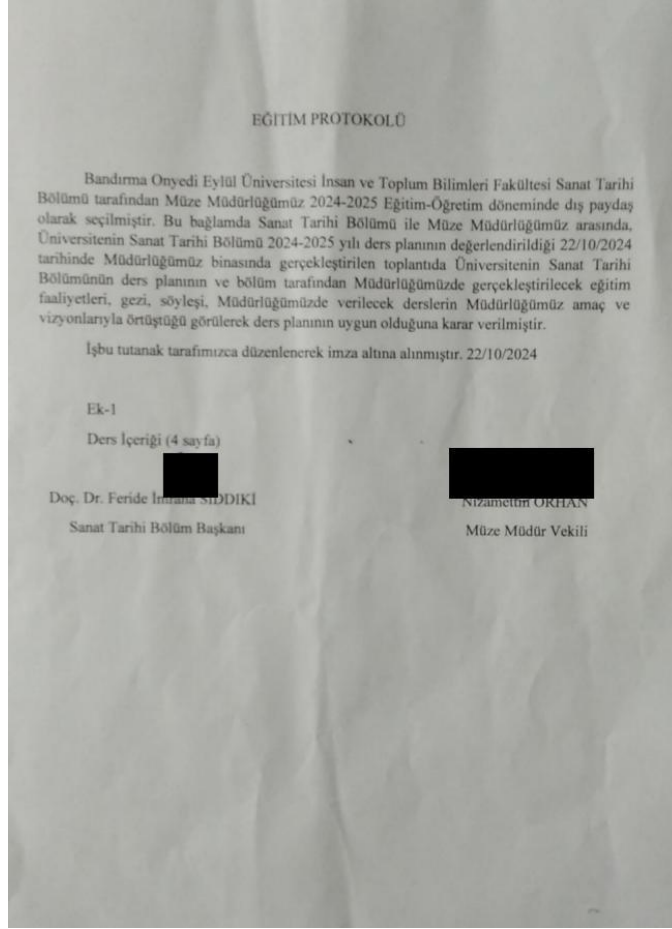 EĞİTİM PROTOKOLÜ
Bandırma Onyedi Eylül Üniversitesi İnsan ve Toplum Bilimleri Fakültesi Sanat Tarihi
Bölümü tarafından Müze Müdürlüğümüz 2024-2025 Eğitim-Öğretim döneminde dış paydaş
olarak seçilmiştir. Bu bağlamda Sanat Tarihi Bölümü ile Müze Müdürlüğümüz arasında,
Üniversitenin Sanat Tarihi Bölümü 2024-2025 yılı ders planının değerlendirildiği 22/10/2024
tarihinde Müdürlüğümüz binasında gerçekleştirilen toplantıda Üniversitenin Sanat Tarihi
Bölümünün ders planının ve bölüm tarafından Müdürlüğümüzde gerçekleştirilecek eğitim
faaliyetleri, gezi, söyleşi, Müdürlüğümüzde verilecek derslerin Müdürlüğümüz amaç ve
vizyonlarıyla örtüştüğü görülerek ders planının uygun olduğuna karar verilmiştir.
İşbu tutanak tarafımızca düzenlenerek imza altına alınmıştır. 22/10/2024
Ek-1
Ders İçeriği (4 sayfa)
Doç. Dr. Feride İmrana SIDDIKİ
Nizamettin ORHAN
Sanat Tarihi Bölüm Başkanı
Müze Müdür Vekili